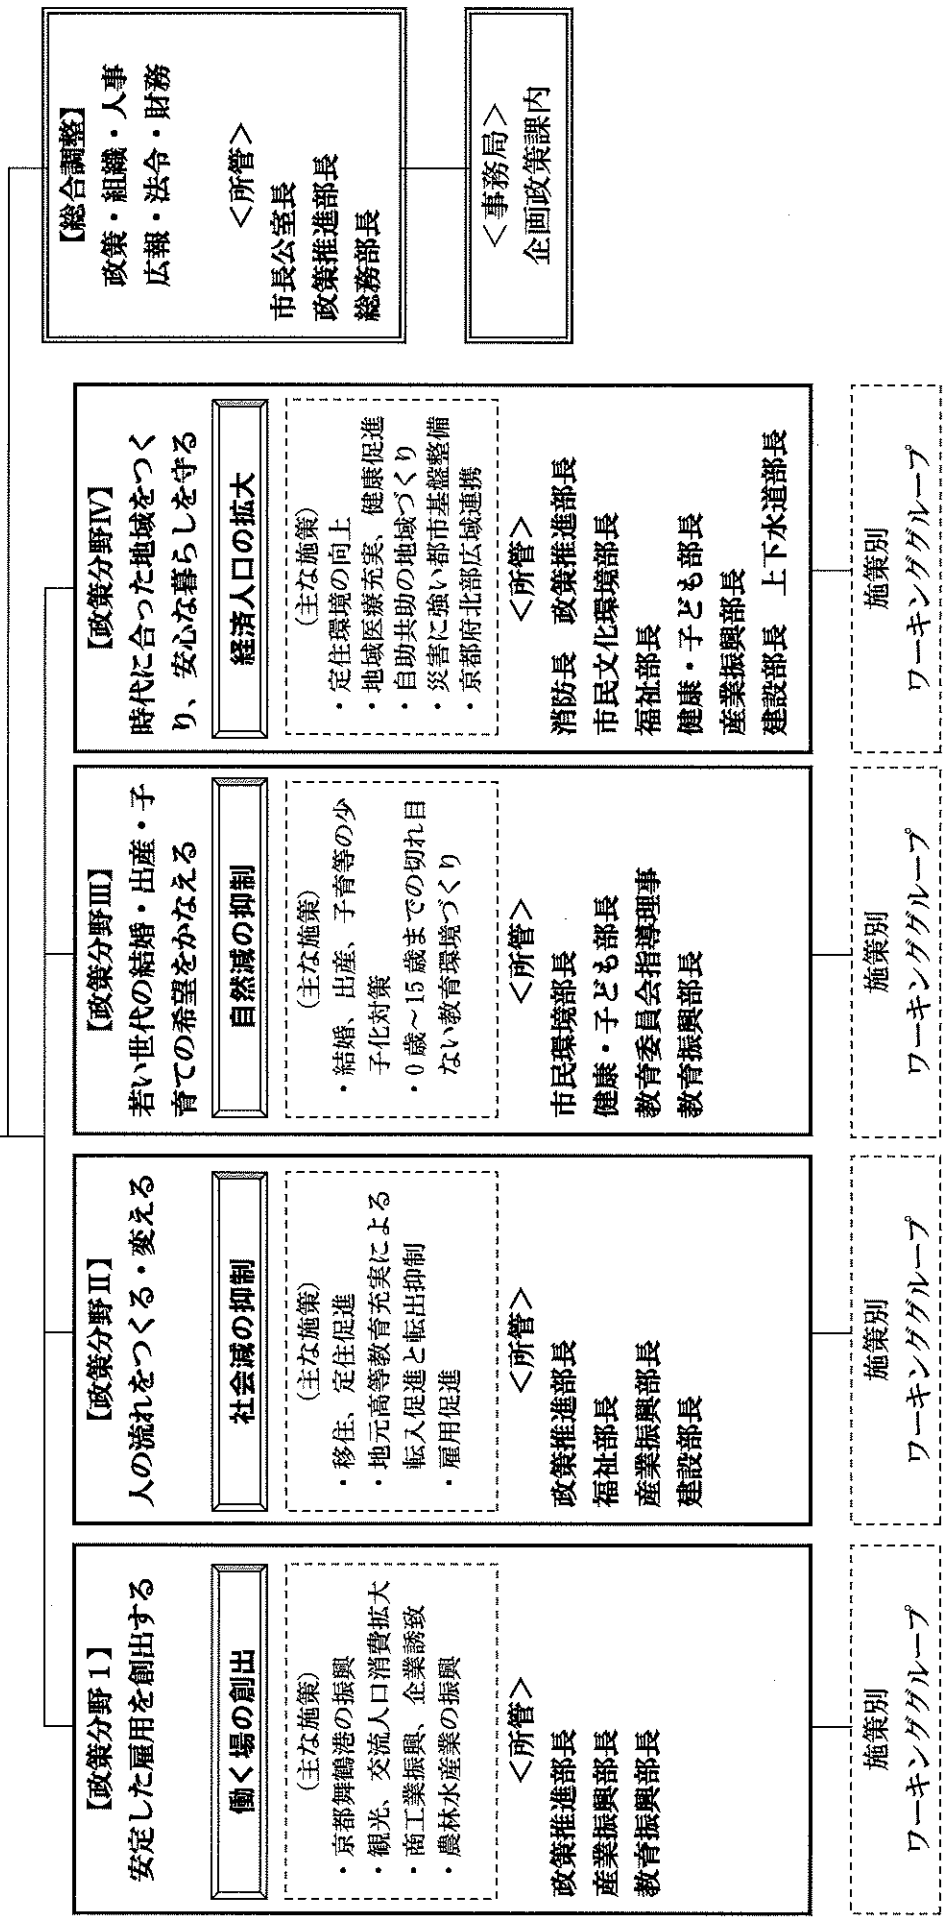 【政策分野1】
安定した雇用を創出する
働く場の創出
（主な施策）
・京都舞鶴港の振興
・観光、交流人口消費拡大
・商工業振興、企業誘致
・農林水産業の振興
＜所管＞
政策推進部長
産業振興部長
教育振興部長
施策別
ワーキンググループ
【政策分野Ⅱ】
人の流れをつくる・変える
社会減の抑制
（主な施策）
・移住、定住促進
・地元高等教育充実による
転入促進と転出抑制
・雇用促進
＜所管＞
政策推進部長
福祉部長
産業振興部長
建設部長
施策別
ワーキンググループ
【政策分野Ⅲ】
若い世代の結婚・出産・子
育ての希望をかなえる
自然減の抑制
（主な施策）
・結婚、出産、子育等の少
子化対策
・0歳～15歳までの切れ目
ない教育環境づくり
＜所管＞
市民環境部長
健康・子ども部長
教育委員会指導理事
教育振興部長
施策別
ワーキンググループ
【政策分野Ⅳ】
時代に合った地域をつく
り、安心な暮らしを守る
経済人口の拡大
（主な施策）
・定住環境の向上
・地域医療充実、健康促進
・自助共助の地域づくり
・災害に強い都市基盤整備
・京都府北部広域連携
＜所管＞
消防長　政策推進部長
市民文化環境部長
福祉部長
健康・子ども部長
産業振興部長
建設部長　上下水道部長
施策別
ワーキンググループ
【総合調整】
政策・組織・人事
広報・法令・財務
＜所管＞
市長公室長
政策推進部長
総務部長
＜事務局＞
企画政策課内